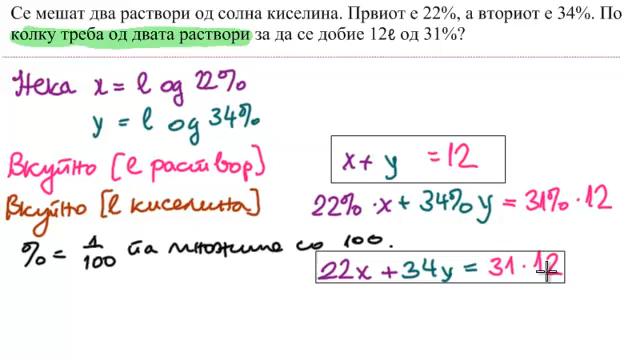 Се мешат два раствори од солна киселина. Првиот е 22%, а вториот е 34%. По
колку треба од двата раствори за да се добие 12ℓ од 31%?
Нека x = ℓ од 22%
y = ℓ од 34%
Вкупно [ℓ раствор]
x + y = 12
Вкупно [ℓ киселина]
22% · x + 34% y = 31% · 12
% = 1/100 па множиме со 100.
22x + 34y = 31 · 12